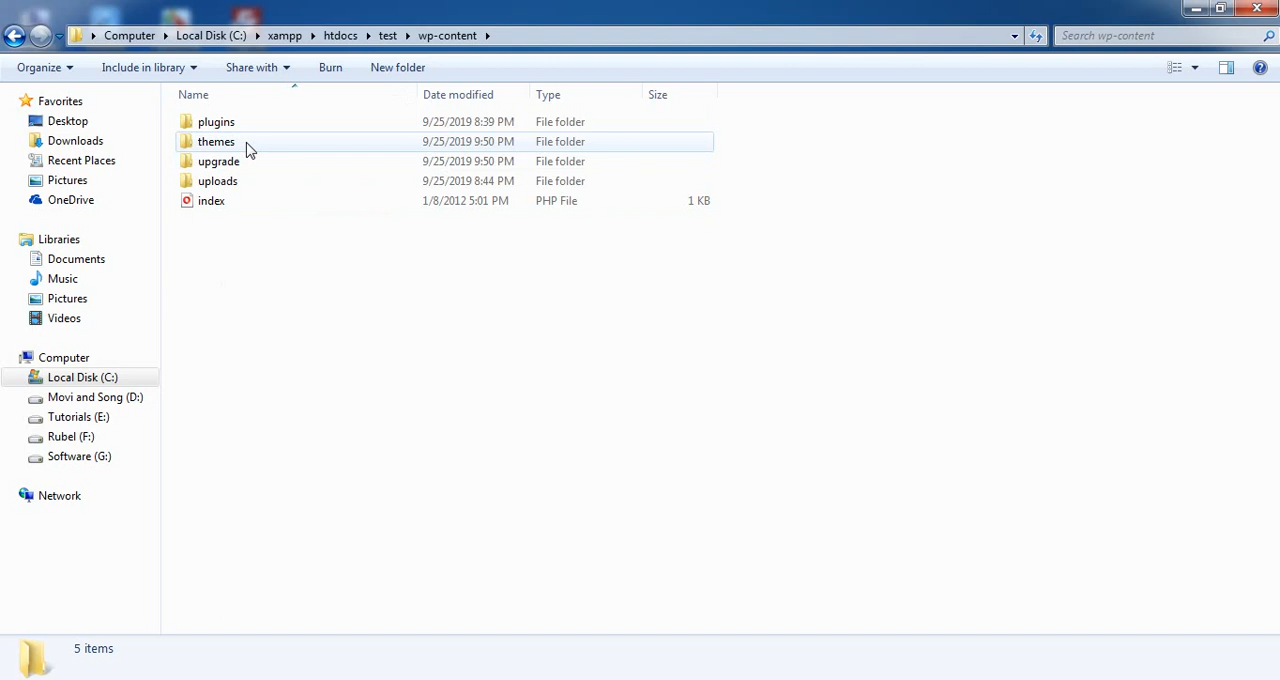 Computer Local Disk (C:) xampp htdocs test wp-content Search wp-content
Organize Include in library Share with Burn New folder
Name Date modified Type Size
plugins 9/25/2019 8:39 PM File folder
themes 9/25/2019 9:50 PM File folder
upgrade 9/25/2019 9:50 PM File folder
uploads 9/25/2019 8:44 PM File folder
index 1/8/2012 5:01 PM PHP File 1 KB
Favorites
Desktop
Downloads
Recent Places
Pictures
OneDrive
Libraries
Documents
Music
Pictures
Videos
Computer
Local Disk (C:)
Movi and Song (D:)
Tutorials (E:)
Rubel (F:)
Software (G:)
Network
5 items